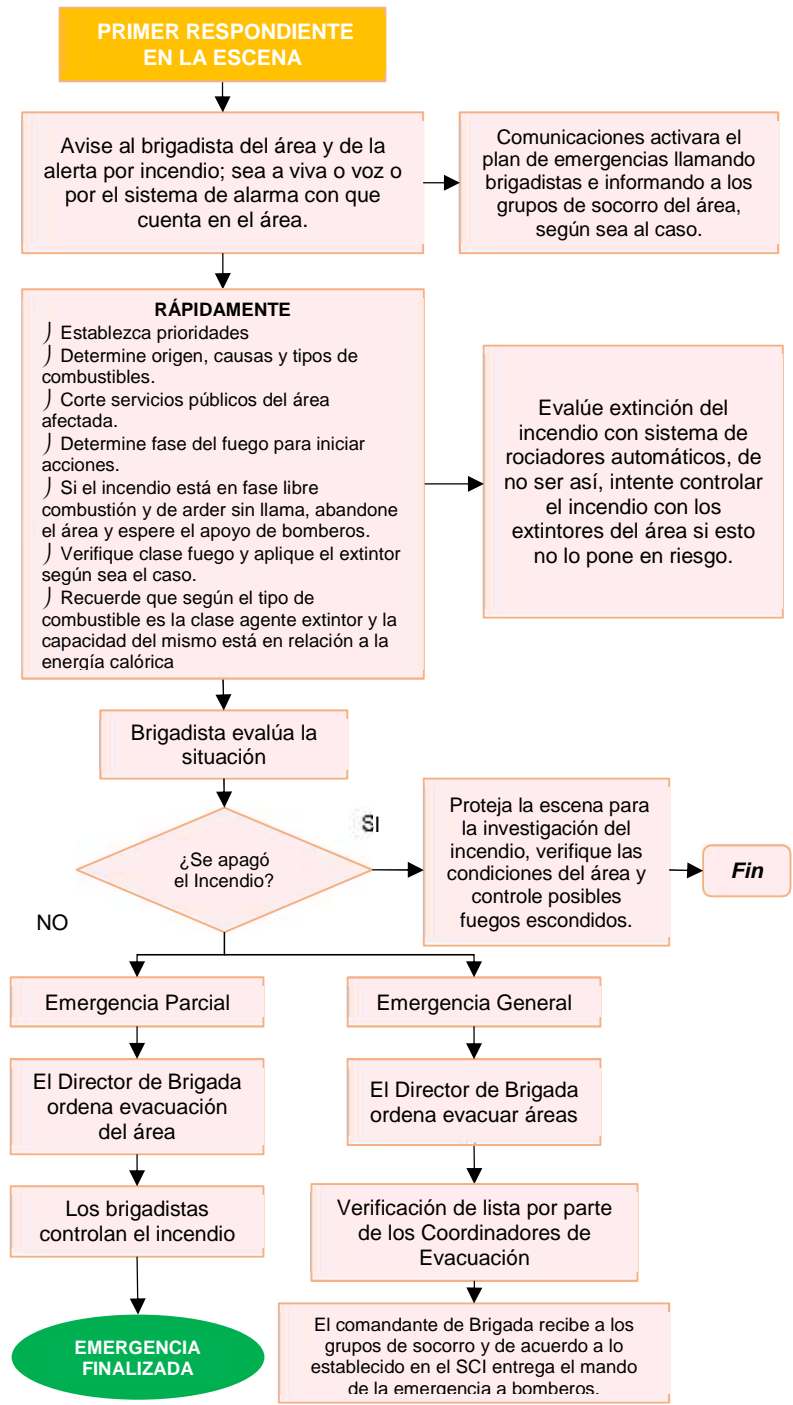 PRIMER RESPONDIENTE
EN LA ESCENA
Avise al brigadista del área y de la
alerta por incendio; sea a viva o voz o
por el sistema de alarma con que
cuenta en el área.
Comunicaciones activara el
plan de emergencias llamando
brigadistas e informando a los
grupos de socorro del área,
según sea al caso.
RÁPIDAMENTE
⎠ Establezca prioridades
⎠ Determine origen, causas y tipos de
combustibles.
⎠ Corte servicios públicos del área
afectada.
⎠ Determine fase del fuego para iniciar
acciones.
⎠ Si el incendio está en fase libre
combustión y de arder sin llama, abandone
el área y espere el apoyo de bomberos.
⎠ Verifique clase fuego y aplique el extintor
según sea el caso.
⎠ Recuerde que según el tipo de
combustible es la clase agente extintor y la
capacidad del mismo está en relación a la
energía calórica
Evalúe extinción del
incendio con sistema de
rociadores automáticos, de
no ser así, intente controlar
el incendio con los
extintores del área si esto
no lo pone en riesgo.
Brigadista evalúa la
situación
¿Se apagó
el Incendio?
SI
Proteja la escena para
la investigación del
incendio, verifique las
condiciones del área y
controle posibles
fuegos escondidos.
Fin
NO
Emergencia Parcial
El Director de Brigada
ordena evacuación
del área
Los brigadistas
controlan el incendio
EMERGENCIA
FINALIZADA
Emergencia General
El Director de Brigada
ordena evacuar áreas
Verificación de lista por parte
de los Coordinadores de
Evacuación
El comandante de Brigada recibe a los
grupos de socorro y de acuerdo a lo
establecido en el SCI entrega el mando
de la emergencia a bomberos.